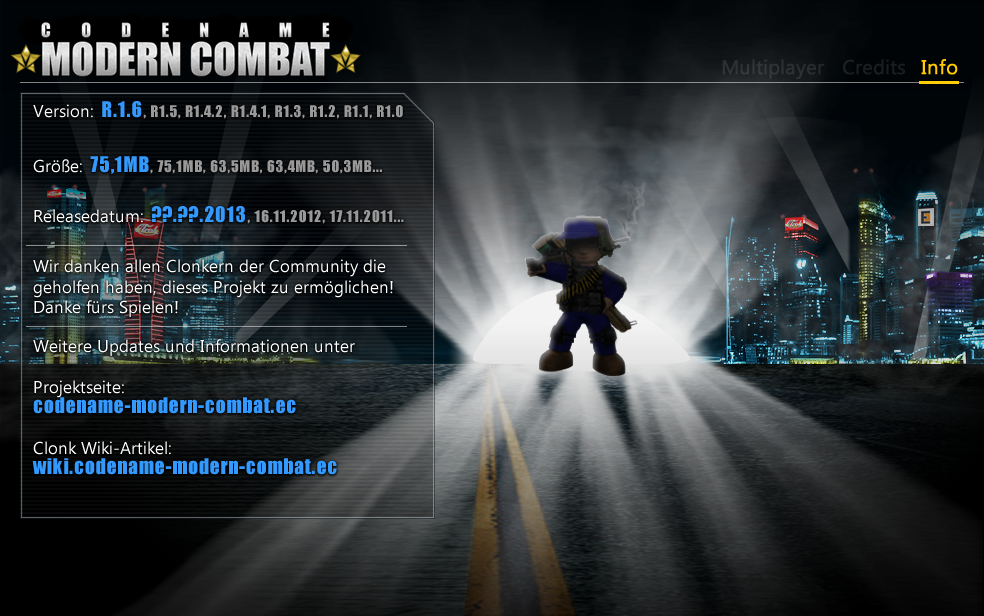 CODENAME
MODERN COMBAT
Multiplayer Credits Info
Version: R.1.6, R1.5, R1.4.2, R1.4.1, R1.3, R1.2, R1.1, R1.0
Größe: 75,1MB, 75,1MB, 63,5MB, 63,4MB, 50,3MB...
Releasedatum: ??.??.2013, 16.11.2012, 17.11.2011...
Wir danken allen Clonkern der Community die
geholfen haben, dieses Projekt zu ermöglichen!
Danke fürs Spielen!
Weitere Updates und Informationen unter
Projektseite:
codename-modern-combat.ec
Clonk Wiki-Artikel:
wiki.codename-modern-combat.ec